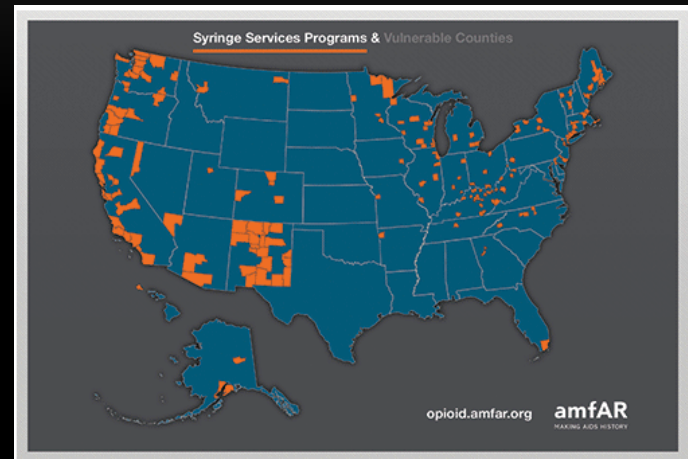 Syringe Services Programs & Vulnerable Counties
opioid.amfar.org
amfAR
MAKING AIDS HISTORY